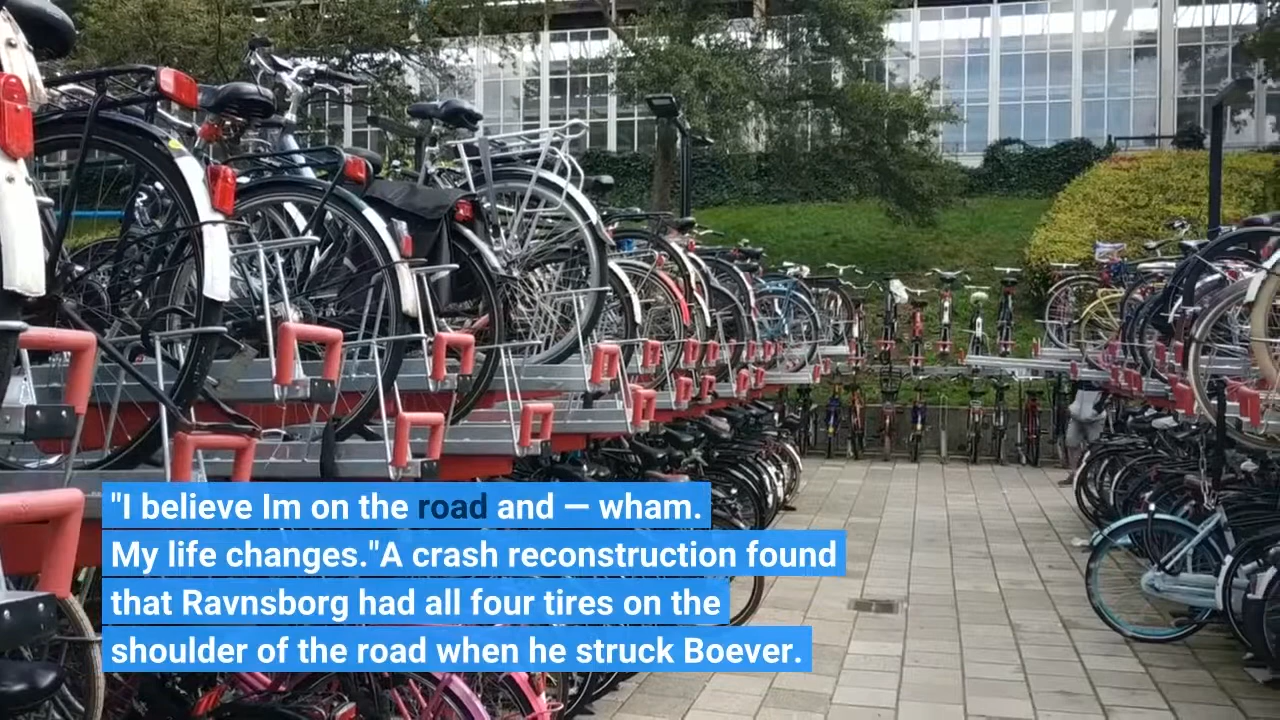 "I believe Im on the road and — wham.
My life changes."A crash reconstruction found
that Ravnsborg had all four tires on the
shoulder of the road when he struck Boever.